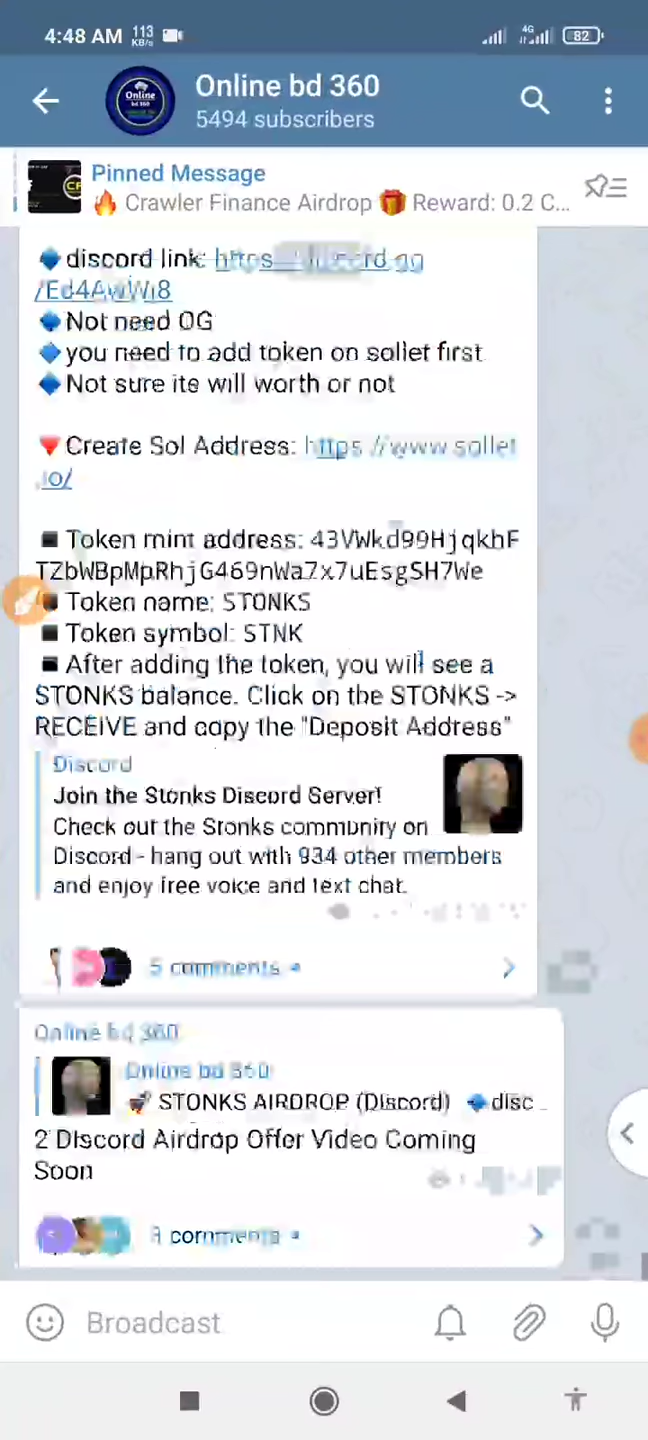 4:48 AM 113 KB/s 4G 82
Online bd 360
5494 subscribers
Pinned Message
🔥 Crawler Finance Airdrop 🎁 Reward: 0.2 C...
🔷discord link:
/Ed4AwWi8
🔷Not need OG
🔷you need to add token on sollet first
🔷Not sure its will worth or not
🔻Create Sol Address: https://www.sollet
.io/
◾Token mint address: 43VWkd99HjqkhF
TZbWBpMpRhjG469nWa7x7uEsgSH7We
◾Token name: STONKS
◾Token symbol: STNK
◾After adding the token, you will see a
STONKS balance. Click on the STONKS ->
RECEIVE and copy the "Deposit Address"
Discord
Join the Stonks Discord Server!
Check out the Stonks community on
Discord - hang out with 934 other members
and enjoy free voice and text chat.
5 comments
Online bd 360
Online bd 360
🚀 STONKS AIRDROP (Discord) 🔷disc
2 Discord Airdrop Offer Video Coming
Soon
comments
Broadcast